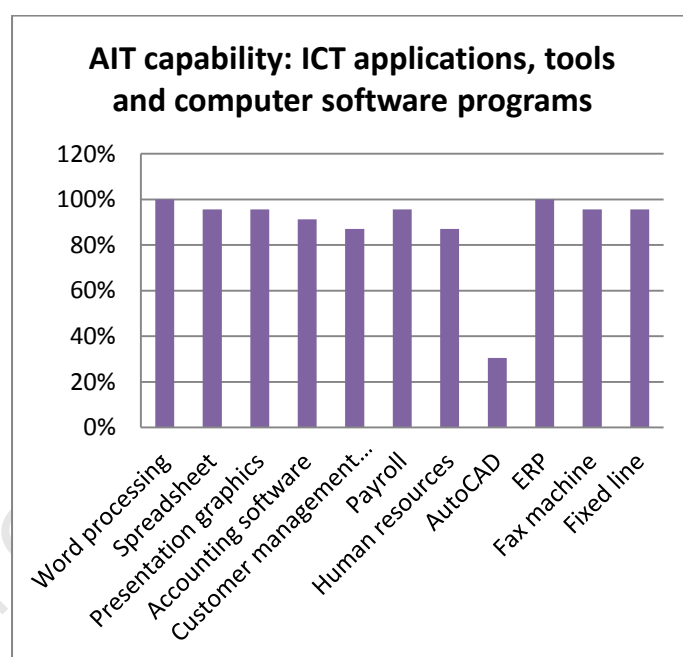 AIT capability: ICT applications, tools
and computer software programs
120%
100%
80%
60%
40%
20%
0%
Word processing
Spreadsheet
Presentation graphics
Accounting software
Customer management...
Payroll
Human resources
AutoCAD
ERP
Fax machine
Fixed line